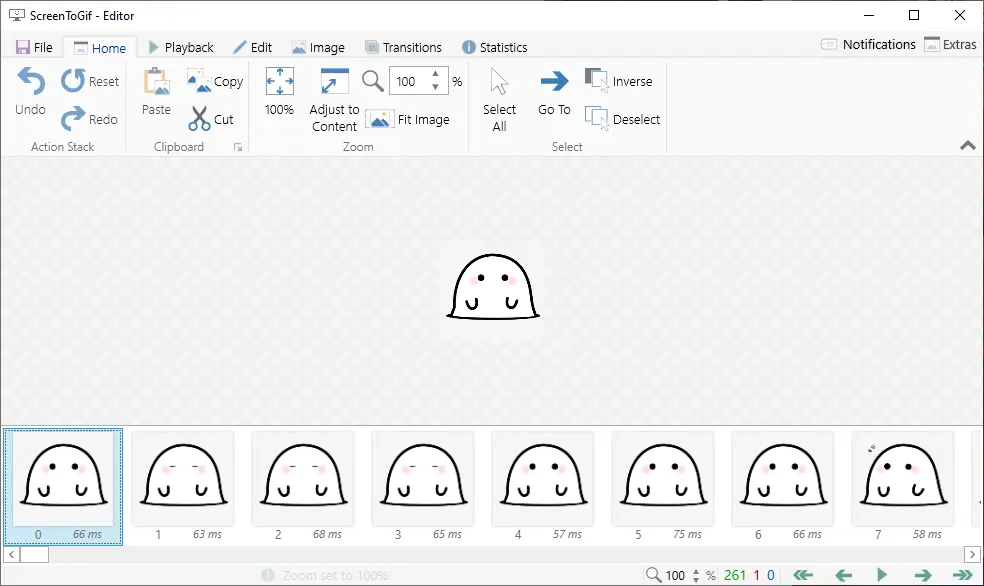 ScreenToGif - Editor
File Home Playback Edit Image Transitions Statistics Notifications Extras
Undo Reset Redo
Action Stack
Paste Copy Cut
Clipboard
100% Adjust to Content 100 % Fit Image
Zoom
Select All Go To Inverse Deselect
Select
0 66 ms
1 63 ms
2 68 ms
3 65 ms
4 57 ms
5 75 ms
6 66 ms
7 58 ms
Zoom set to 100%
100 % 261 1 0